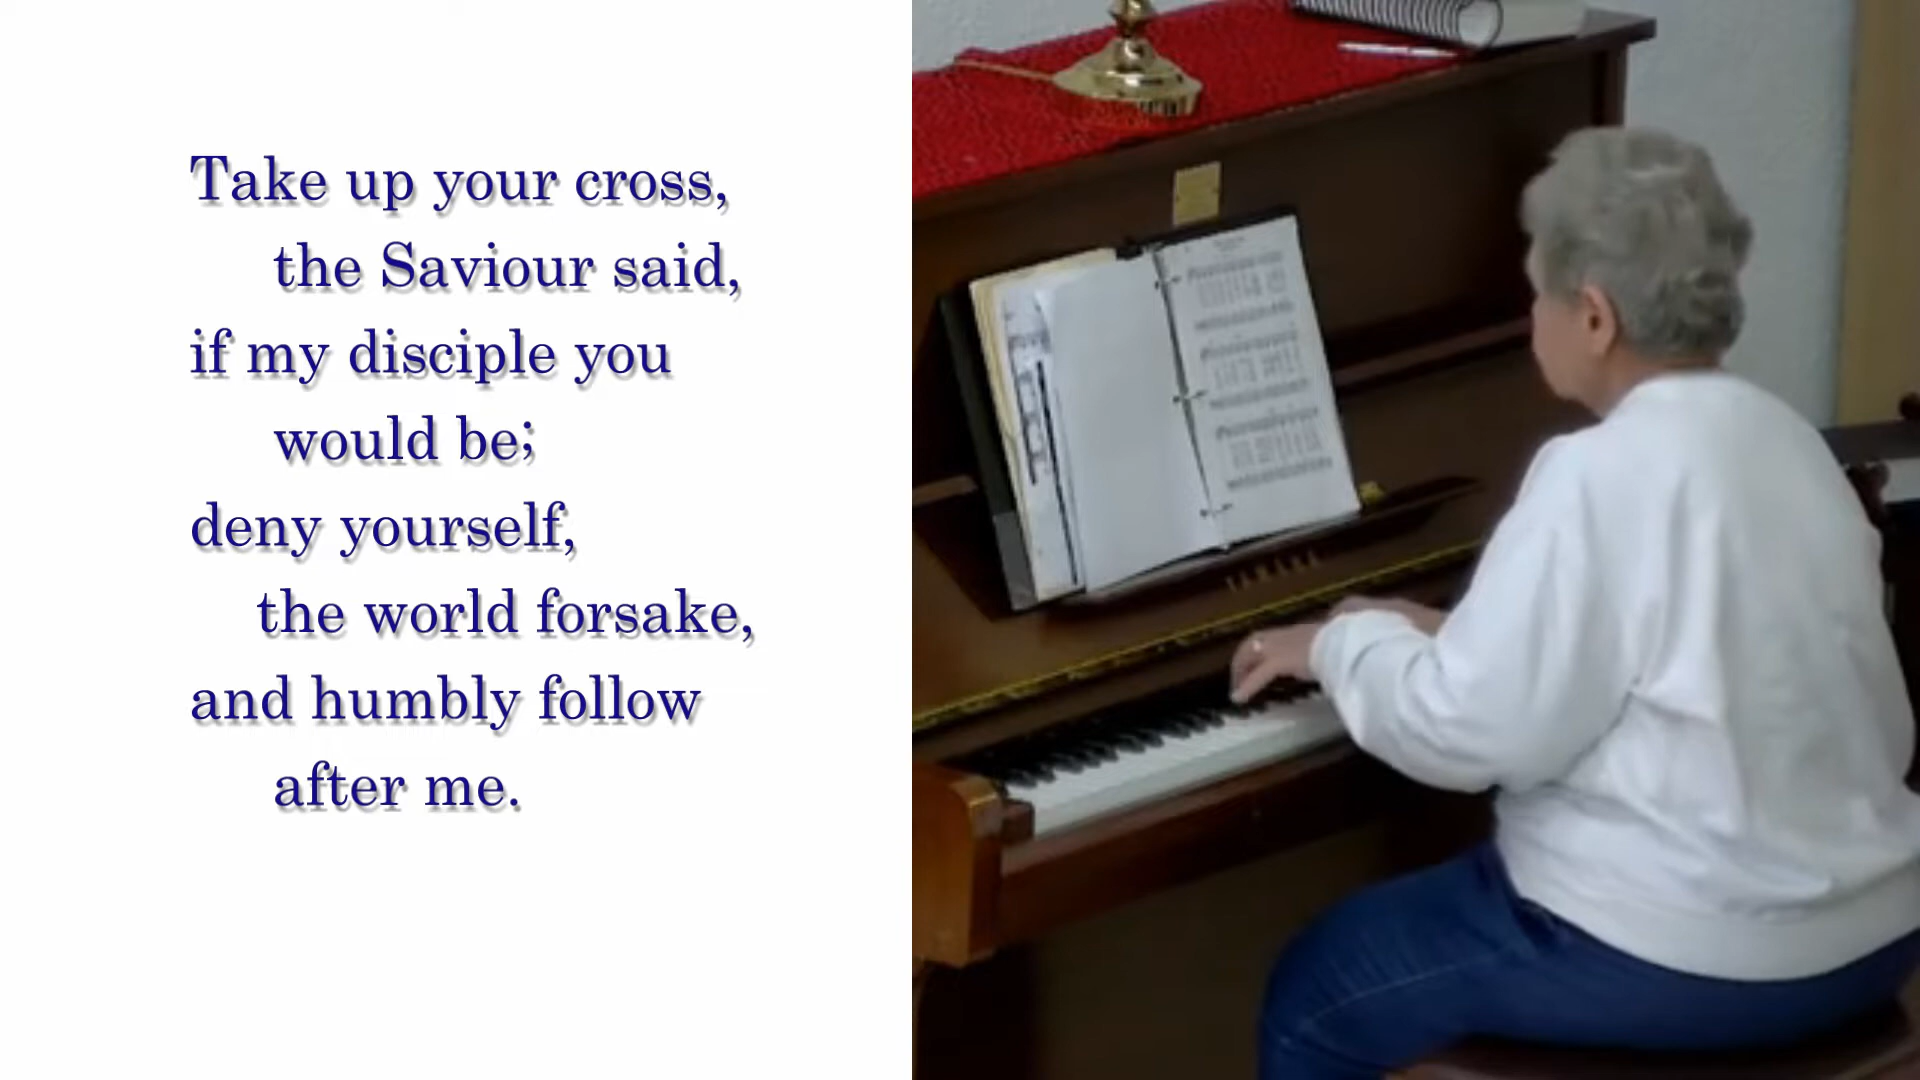 Take up your cross,
the Saviour said,
if my disciple you
would be;
deny yourself,
the world forsake,
and humbly follow
after me.
YAMAHA